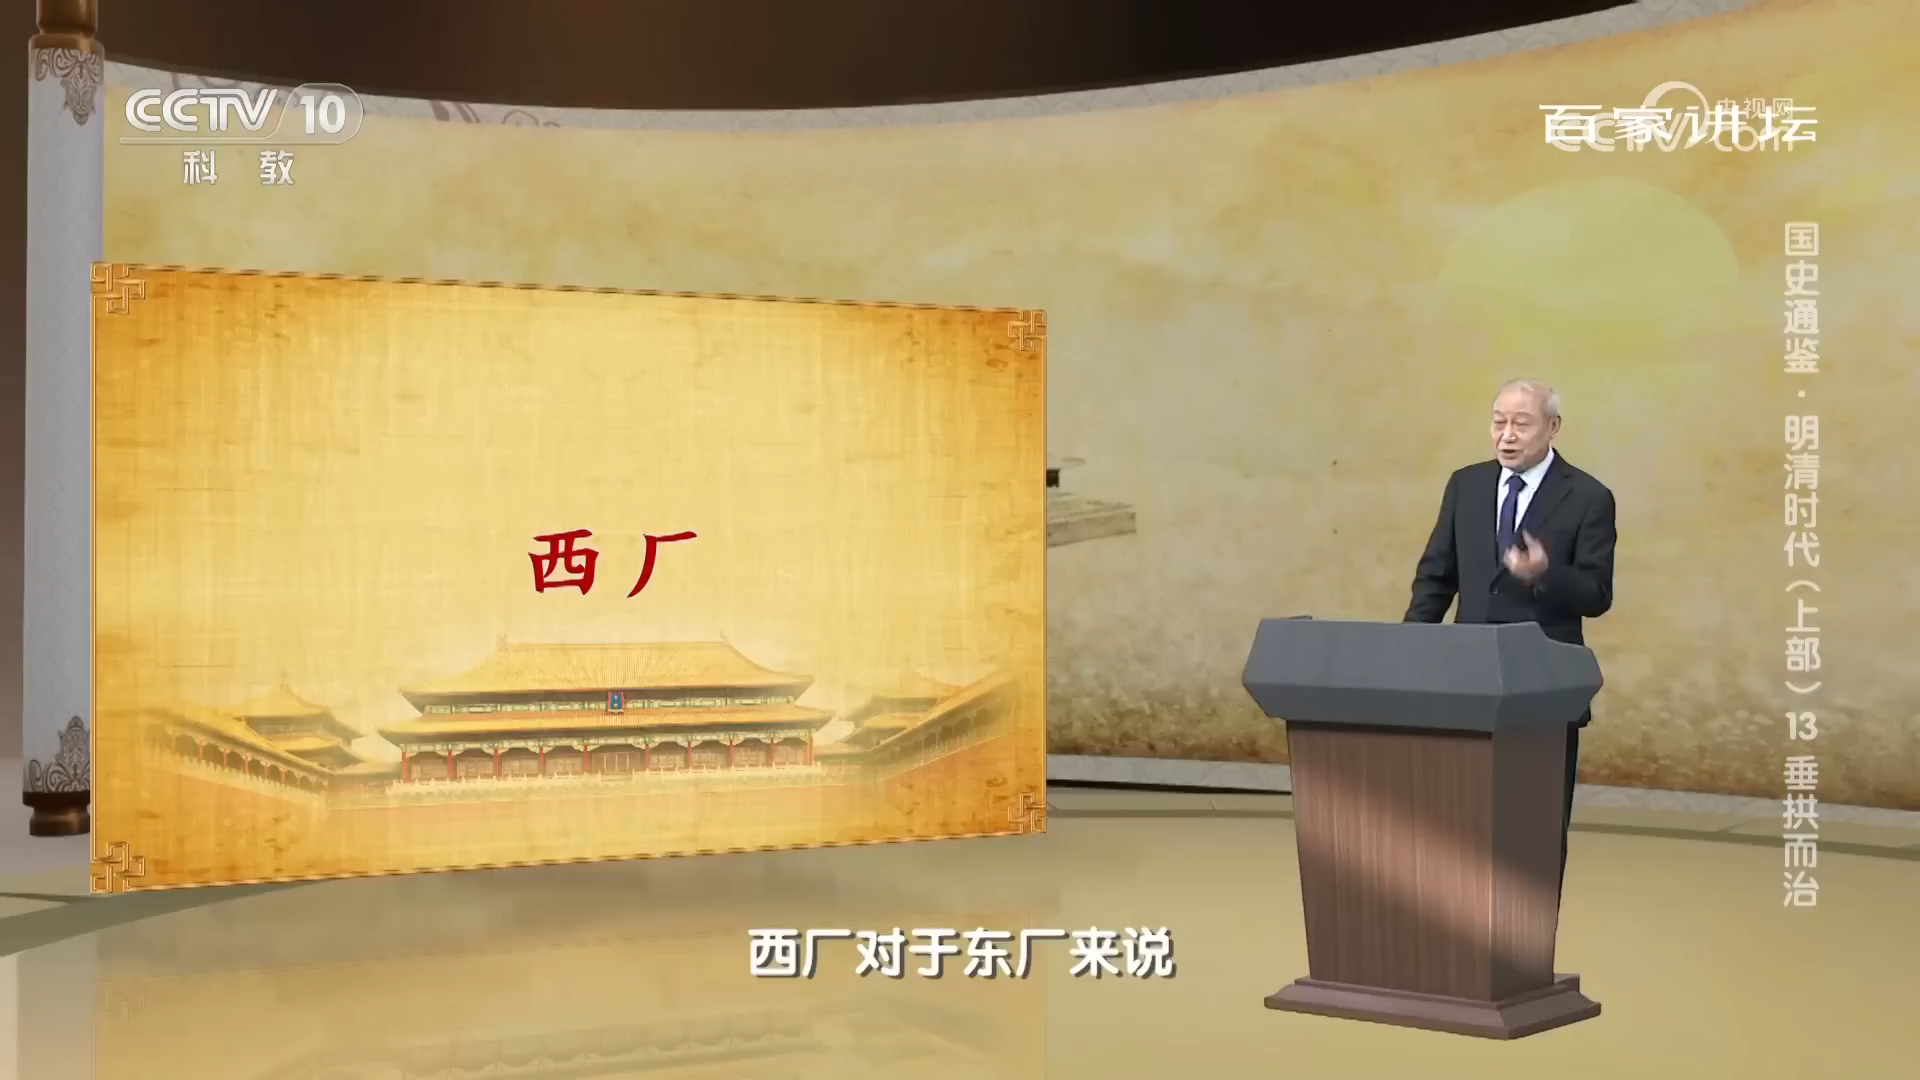 CCTV 10
科 教
百家讲坛
央视网
CCTV.com
国史通鉴·明清时代（上部）13 垂拱而治
西厂
西厂对于东厂来说